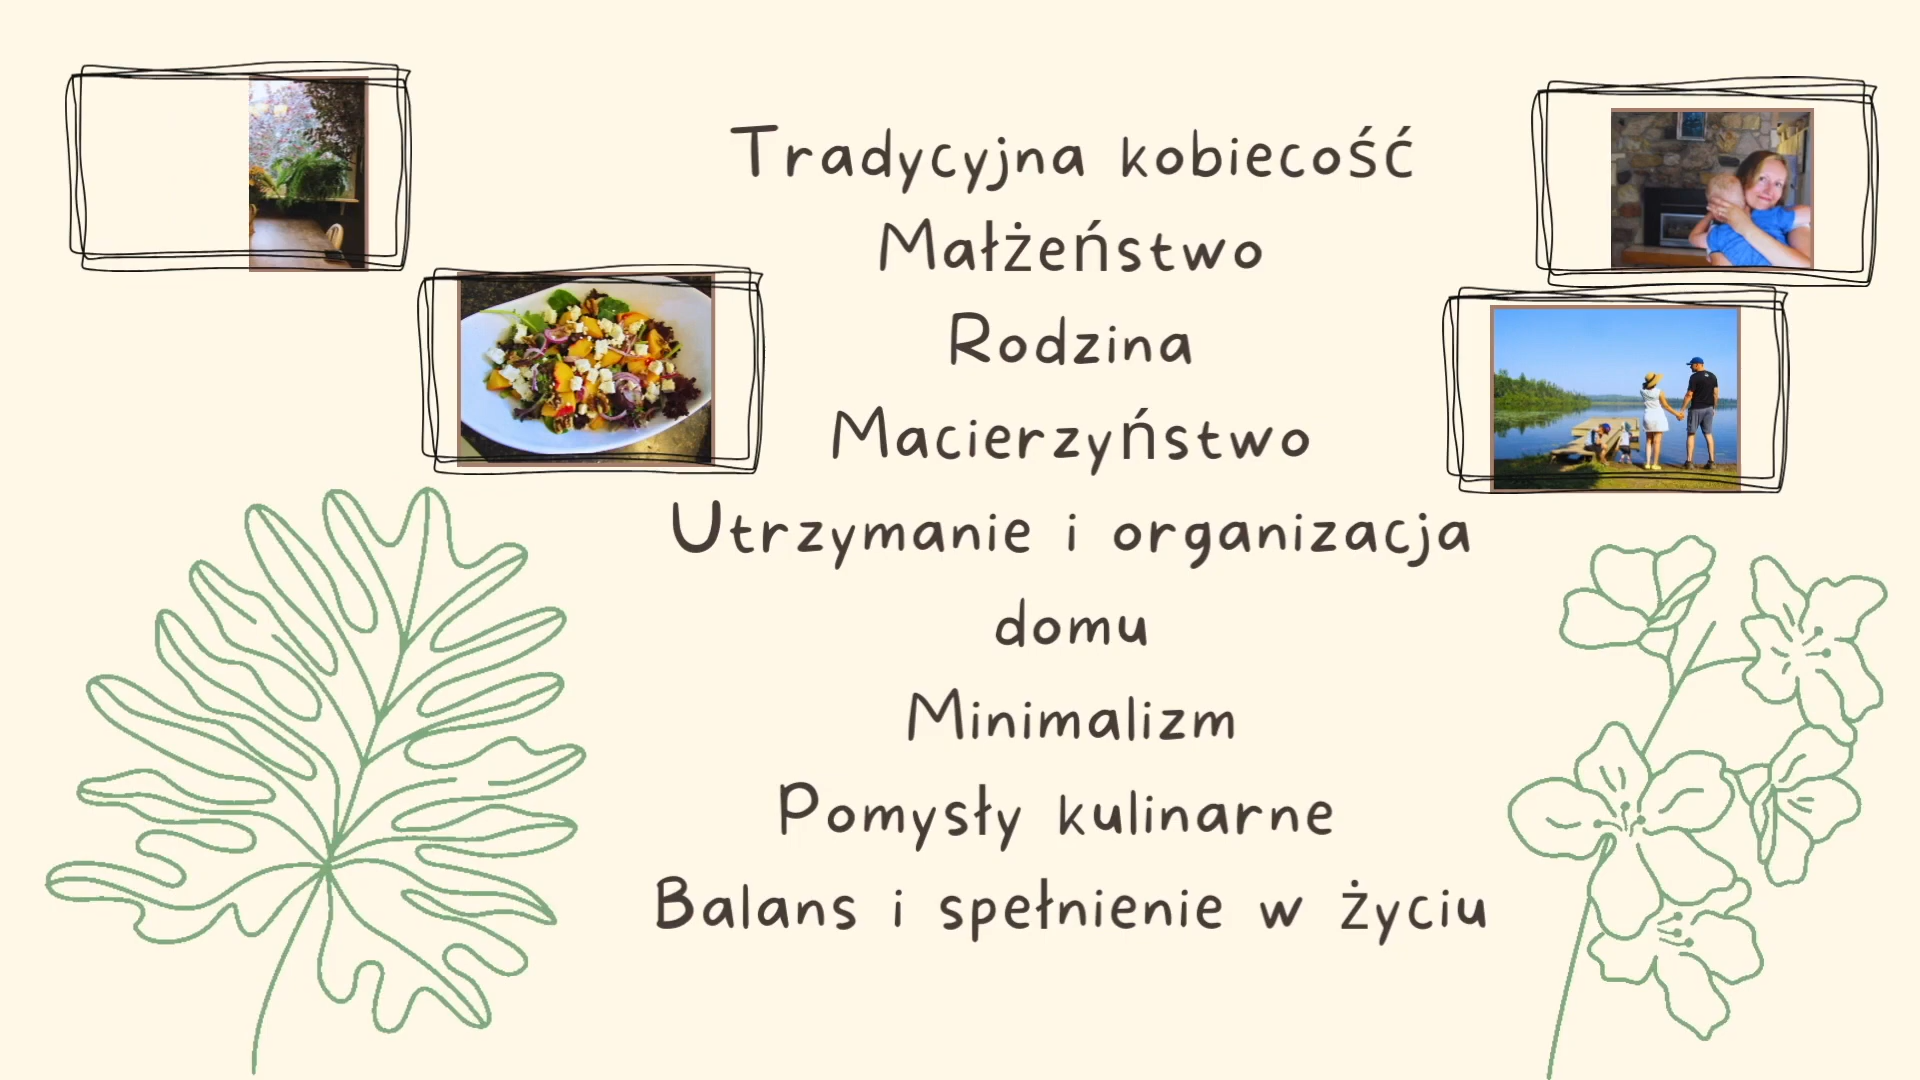 Tradycyjna kobiecość
Małżeństwo
Rodzina
Macierzyństwo
Utrzymanie i organizacja
domu
Minimalizm
Pomysły kulinarne
Balans i spełnienie w życiu